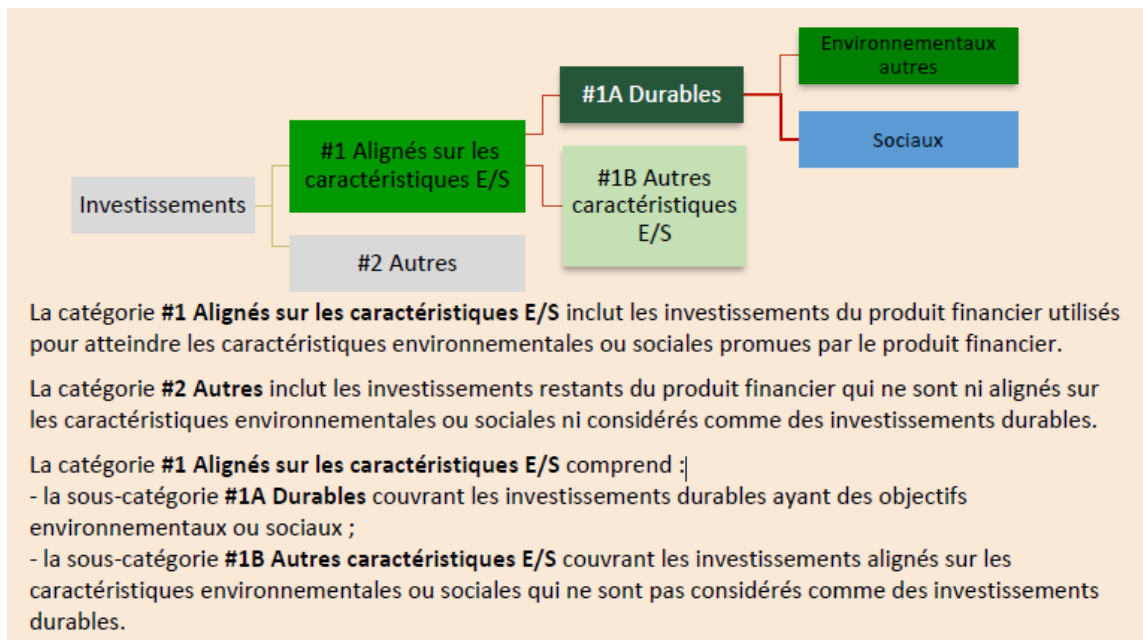 Environnementaux
autres
#1A Durables
Sociaux
#1 Alignés sur les
caractéristiques E/S
#1B Autres
caractéristiques
E/S
Investissements
#2 Autres
La catégorie #1 Alignés sur les caractéristiques E/S inclut les investissements du produit financier utilisés
pour atteindre les caractéristiques environnementales ou sociales promues par le produit financier.
La catégorie #2 Autres inclut les investissements restants du produit financier qui ne sont ni alignés sur
les caractéristiques environnementales ou sociales ni considérés comme des investissements durables.
La catégorie #1 Alignés sur les caractéristiques E/S comprend :
- la sous-catégorie #1A Durables couvrant les investissements durables ayant des objectifs
environnementaux ou sociaux ;
- la sous-catégorie #1B Autres caractéristiques E/S couvrant les investissements alignés sur les
caractéristiques environnementales ou sociales qui ne sont pas considérés comme des investissements
durables.